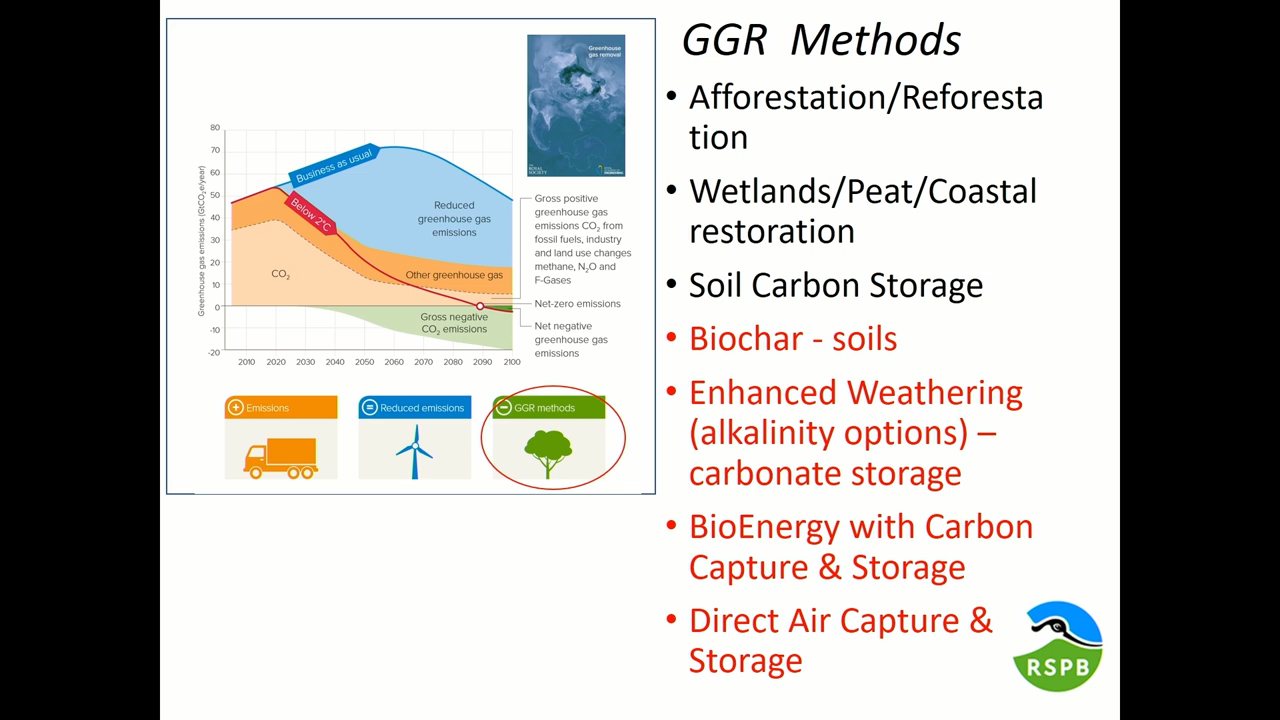 GGR Methods
• Afforestation/Reforesta
tion
• Wetlands/Peat/Coastal
restoration
• Soil Carbon Storage
• Biochar - soils
• Enhanced Weathering
(alkalinity options) –
carbonate storage
• BioEnergy with Carbon
Capture & Storage
• Direct Air Capture &
Storage
RSPB
Greenhouse
gas removal
THE
ROYAL
SOCIETY
Greenhouse gas emissions (GtCO2e/year)
80
70
60
50
40
30
20
10
0
-10
-20
2010 2020 2030 2040 2050 2060 2070 2080 2090 2100
Business as usual
Below 2°C
Reduced
greenhouse gas
emissions
Other greenhouse gas
CO2
Gross negative
CO2 emissions
Gross positive
greenhouse gas
emissions CO2 from
fossil fuels, industry
and land use changes
methane, N2O and
F-Gases
Net-zero emissions
Net negative
greenhouse gas
emissions
+ Emissions
= Reduced emissions
− GGR methods